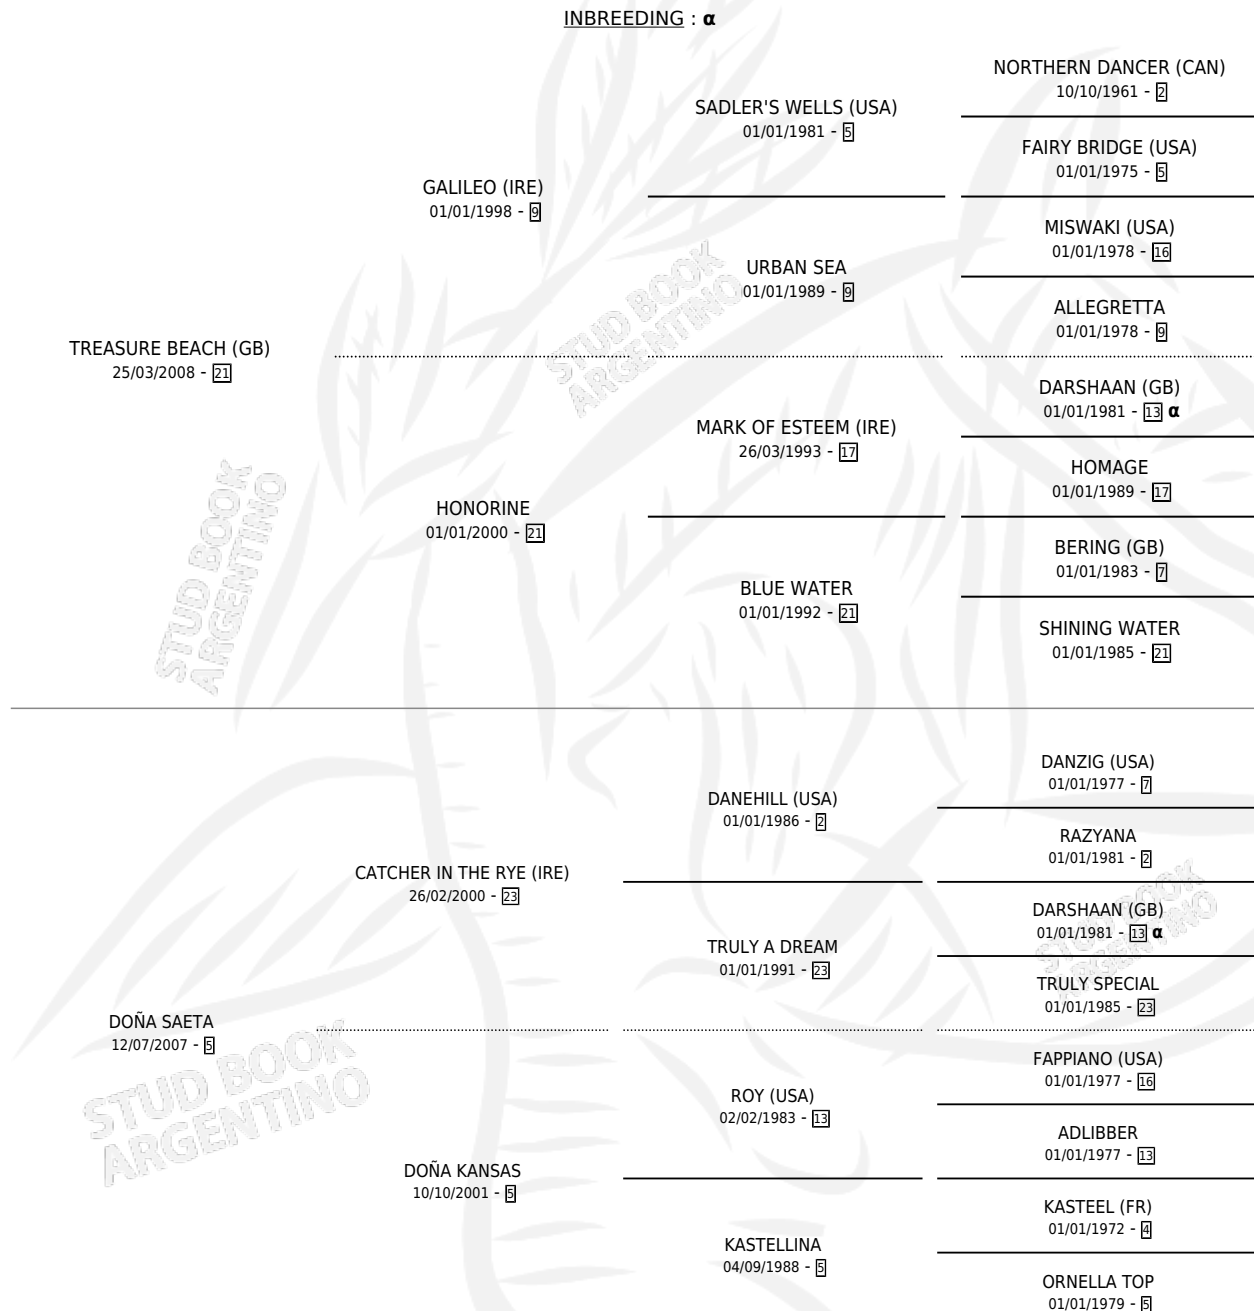 INBREEDING : α
NORTHERN DANCER (CAN)
10/10/1961 - 2
SADLER'S WELLS (USA)
01/01/1981 - 5
FAIRY BRIDGE (USA)
01/01/1975 - 5
GALILEO (IRE)
01/01/1998 - 9
MISWAKI (USA)
01/01/1978 - 16
URBAN SEA
01/01/1989 - 9
ALLEGRETTA
01/01/1978 - 9
TREASURE BEACH (GB)
25/03/2008 - 21
DARSHAAN (GB)
01/01/1981 - 13 α
MARK OF ESTEEM (IRE)
26/03/1993 - 17
HOMAGE
01/01/1989 - 17
HONORINE
01/01/2000 - 21
BERING (GB)
01/01/1983 - 7
BLUE WATER
01/01/1992 - 21
SHINING WATER
01/01/1985 - 21
DANZIG (USA)
01/01/1977 - 7
DANEHILL (USA)
01/01/1986 - 2
RAZYANA
01/01/1981 - 2
CATCHER IN THE RYE (IRE)
26/02/2000 - 23
DARSHAAN (GB)
01/01/1981 - 13 α
TRULY A DREAM
01/01/1991 - 23
TRULY SPECIAL
01/01/1985 - 23
DOÑA SAETA
12/07/2007 - 5
FAPPIANO (USA)
01/01/1977 - 16
ROY (USA)
02/02/1983 - 13
ADLIBBER
01/01/1977 - 13
DOÑA KANSAS
10/10/2001 - 5
KASTEEL (FR)
01/01/1972 - 4
KASTELLINA
04/09/1988 - 5
ORNELLA TOP
01/01/1979 - 5
STUD BOOK
ARGENTINO
STUD BOOK
ARGENTINO
STUD BOOK
ARGENTINO
STUD BOOK
ARGENTINO